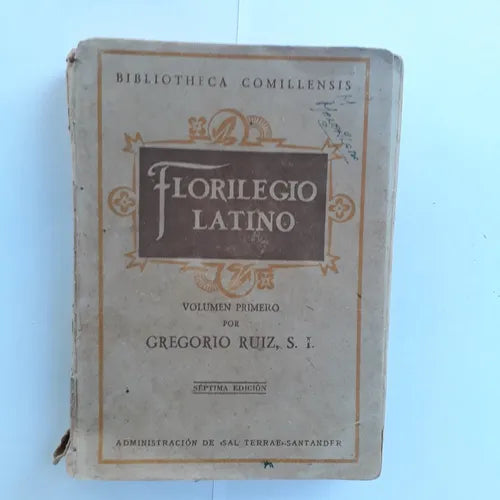 BIBLIOTHECA COMILLENSIS
FLORILEGIO
LATINO
VOLUMEN PRIMERO
POR
GREGORIO RUIZ, S. I.
SÉPTIMA EDICIÓN
ADMINISTRACIÓN DE «SAL TERRAE»-SANTANDER